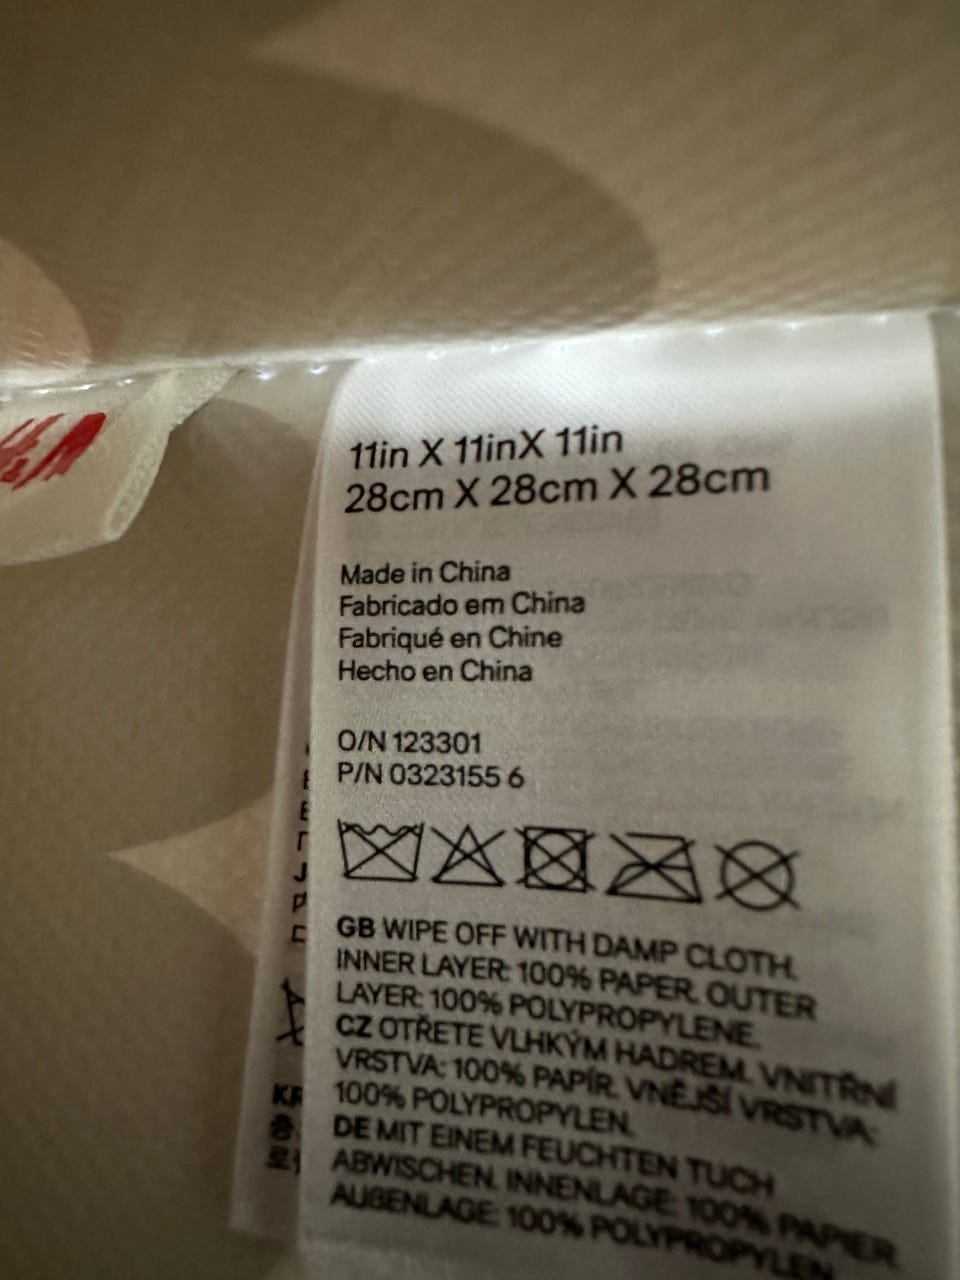 H&M
11in X 11inX 11in
28cm X 28cm X 28cm
Made in China
Fabricado em China
Fabriqué en Chine
Hecho en China
O/N 123301
P/N 0323155 6
GB WIPE OFF WITH DAMP CLOTH.
INNER LAYER: 100% PAPER. OUTER
LAYER: 100% POLYPROPYLENE.
CZ OTŘETE VLHKÝM HADREM. VNITŘNÍ
VRSTVA: 100% PAPÍR. VNĚJŠÍ VRSTVA:
100% POLYPROPYLEN.
DE MIT EINEM FEUCHTEN TUCH
ABWISCHEN. INNENLAGE: 100% PAPIER
AUßENLAGE: 100% POLYPROPYLEN
KR